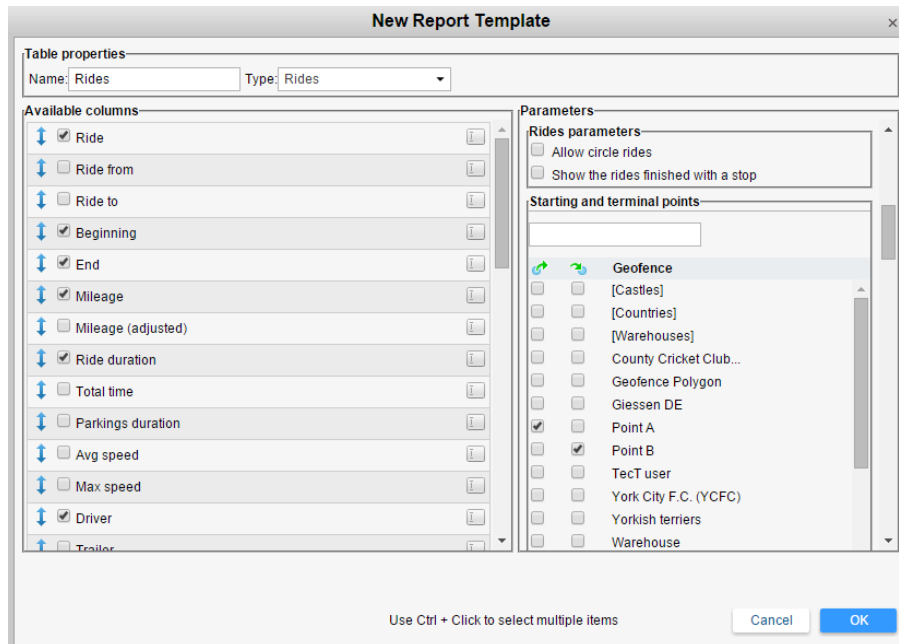 New Report Template
×
Table properties
Name: Rides Type: Rides
Available columns
Ride
Ride from
Ride to
Beginning
End
Mileage
Mileage (adjusted)
Ride duration
Total time
Parkings duration
Avg speed
Max speed
Driver
Trailer
Parameters
Rides parameters
Allow circle rides
Show the rides finished with a stop
Starting and terminal points
Geofence
[Castles]
[Countries]
[Warehouses]
County Cricket Club...
Geofence Polygon
Giessen DE
Point A
Point B
TecT user
York City F.C. (YCFC)
Yorkish terriers
Warehouse
Use Ctrl + Click to select multiple items
Cancel OK